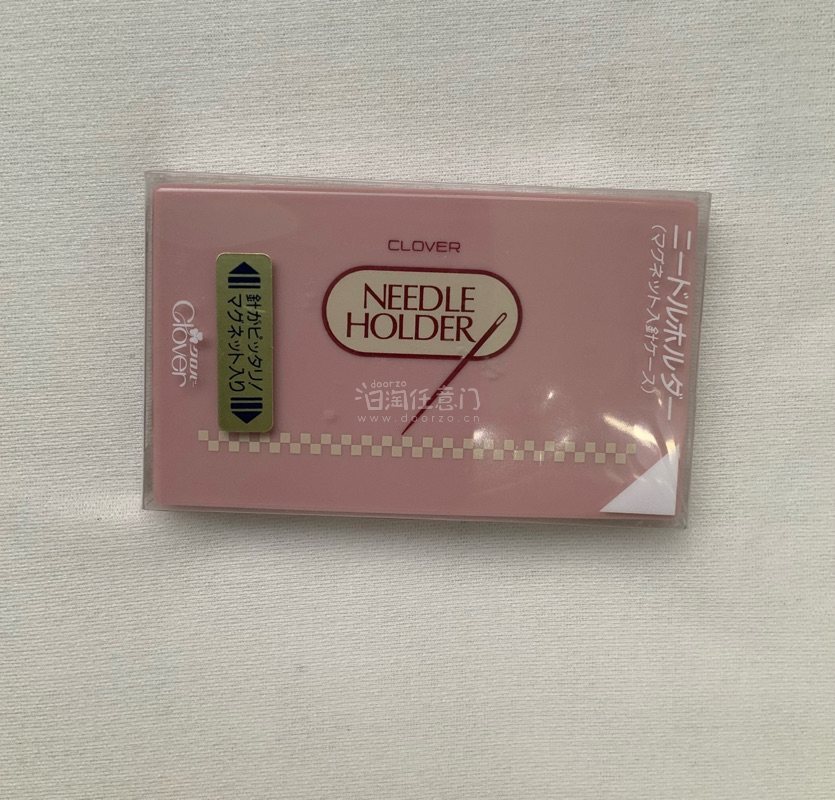 CLOVER
NEEDLE
HOLDER
ニードルホルダー
(マグネット入針ケース)
針がピッタリ!
マグネット入り
Clover
doorzo
泊淘任意门
www.doorzo.cn